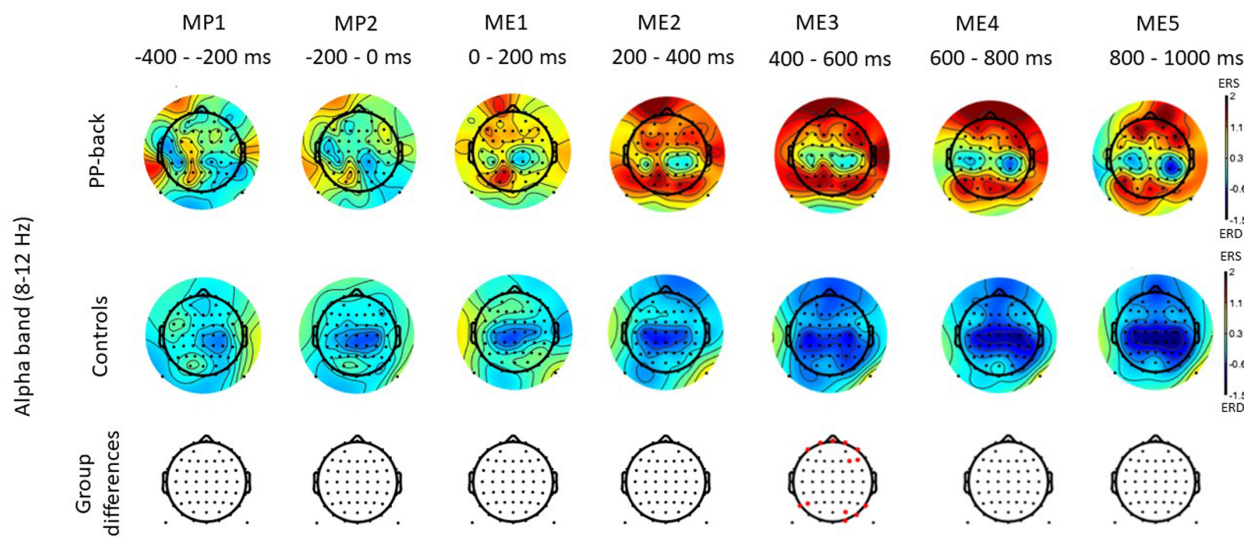 MP1 MP2 ME1 ME2 ME3 ME4 ME5
-400 - -200 ms -200 - 0 ms 0 - 200 ms 200 - 400 ms 400 - 600 ms 600 - 800 ms 800 - 1000 ms
Alpha band (8-12 Hz)
PP-back
ERS
2
1.2
0.3
-0.6
-1.5
ERD
Controls
ERS
2
1.2
0.3
-0.6
-1.5
ERD
Group
differences